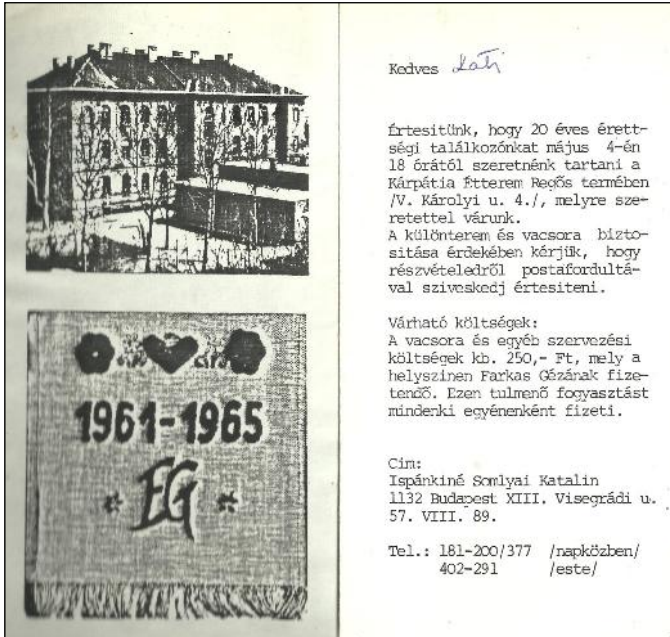 1961-1965
EG
Kedves Kati
Értesitünk, hogy 20 éves érett-
ségi találkozónkat május 4-én
18 órától szeretnénk tartani a
Kárpátia Étterem Regős termében
/V. Károlyi u. 4./, melyre sze-
retettel várunk.
A különterem és vacsora bizto-
sitása érdekében kérjük, hogy
részvételedről postafordultá-
val sziveskedj értesiteni.
Várható költségek:
A vacsora és egyéb szervezési
költségek kb. 250,- Ft, mely a
helyszinen Farkas Gézának fize-
tendő. Ezen tulmenő fogyasztást
mindenki egyénenként fizeti.
Cim:
Ispánkiné Somlyai Katalin
1132 Budapest XIII. Visegrádi u.
57. VIII. 89.
Tel.: 181-200/377 /napközben/
402-291 /este/